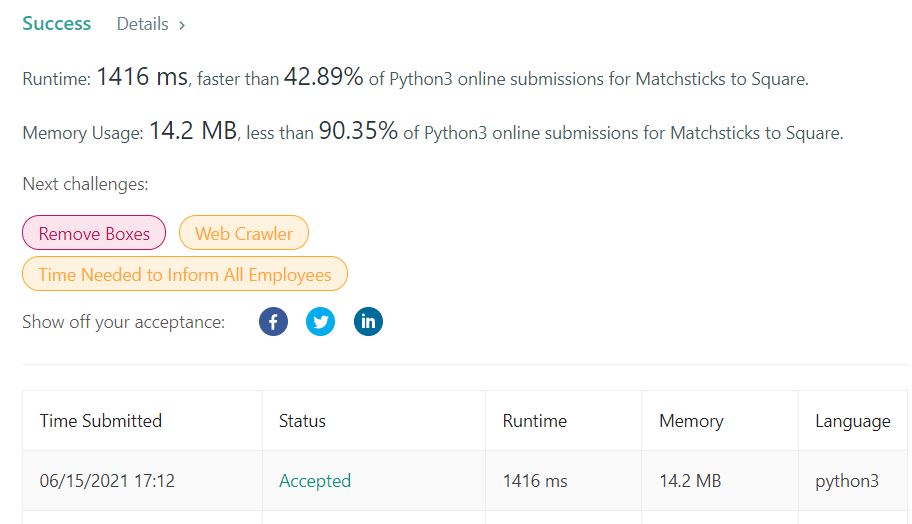 Success Details >
Runtime: 1416 ms, faster than 42.89% of Python3 online submissions for Matchsticks to Square.
Memory Usage: 14.2 MB, less than 90.35% of Python3 online submissions for Matchsticks to Square.
Next challenges:
Remove Boxes Web Crawler
Time Needed to Inform All Employees
Show off your acceptance: f in
Time Submitted Status Runtime Memory Language
06/15/2021 17:12 Accepted 1416 ms 14.2 MB python3